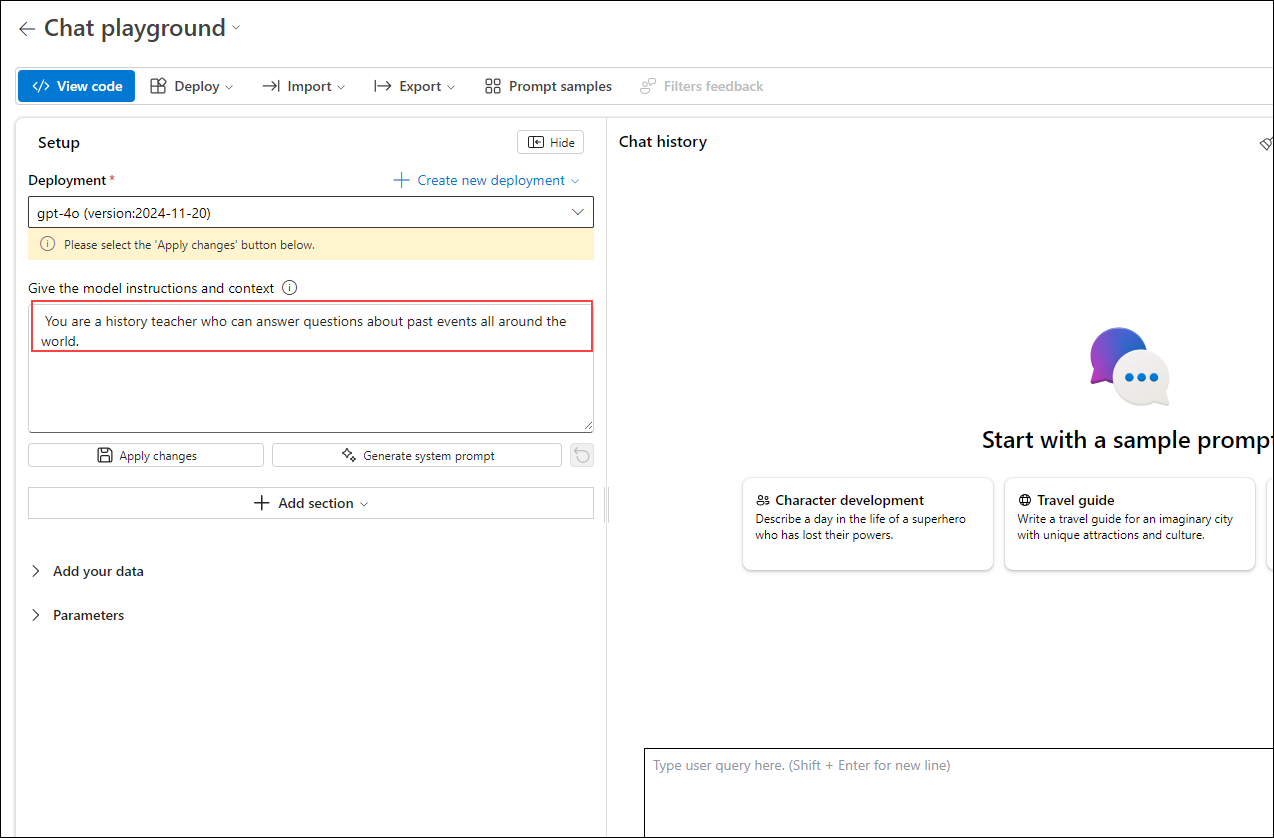 Chat playground
View code Deploy Import Export Prompt samples Filters feedback
Setup
Hide
Deployment *
Create new deployment
gpt-4o (version:2024-11-20)
Please select the 'Apply changes' button below.
Give the model instructions and context
You are a history teacher who can answer questions about past events all around the
world.
Apply changes
Generate system prompt
Add section
Add your data
Parameters
Chat history
Start with a sample prompt
Character development
Describe a day in the life of a superhero
who has lost their powers.
Travel guide
Write a travel guide for an imaginary city
with unique attractions and culture.
Type user query here. (Shift + Enter for new line)